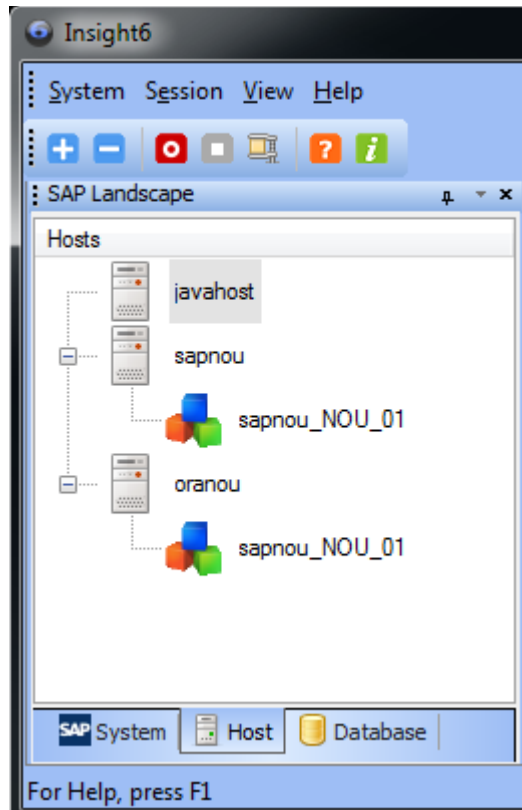 Insight6
System Session View Help
SAP Landscape
Hosts
javahost
sapnou
sapnou_NOU_01
oranou
sapnou_NOU_01
SAP System Host Database
For Help, press F1